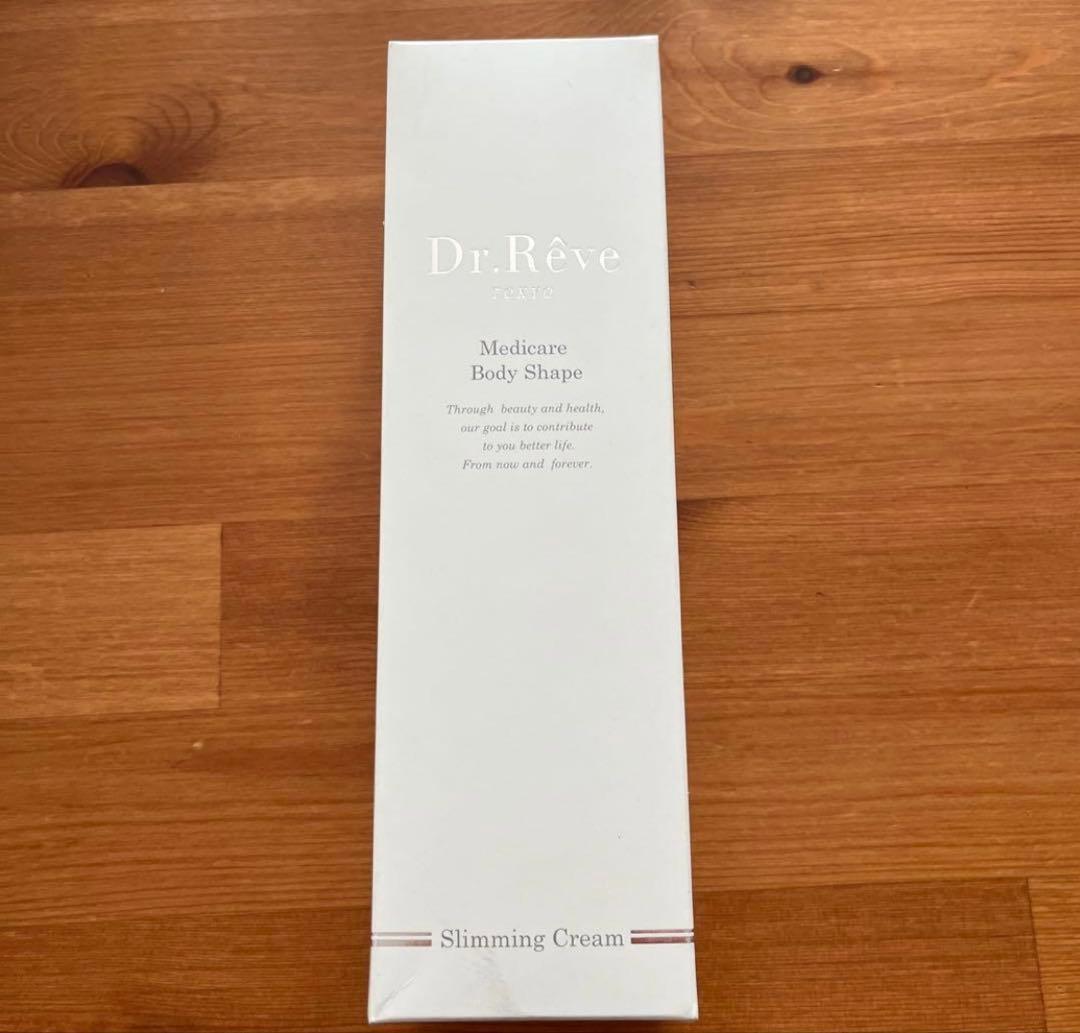 Dr.Rêve
TOKYO
Medicare
Body Shape
Through beauty and health,
our goal is to contribute
to you better life.
From now and forever.
Slimming Cream